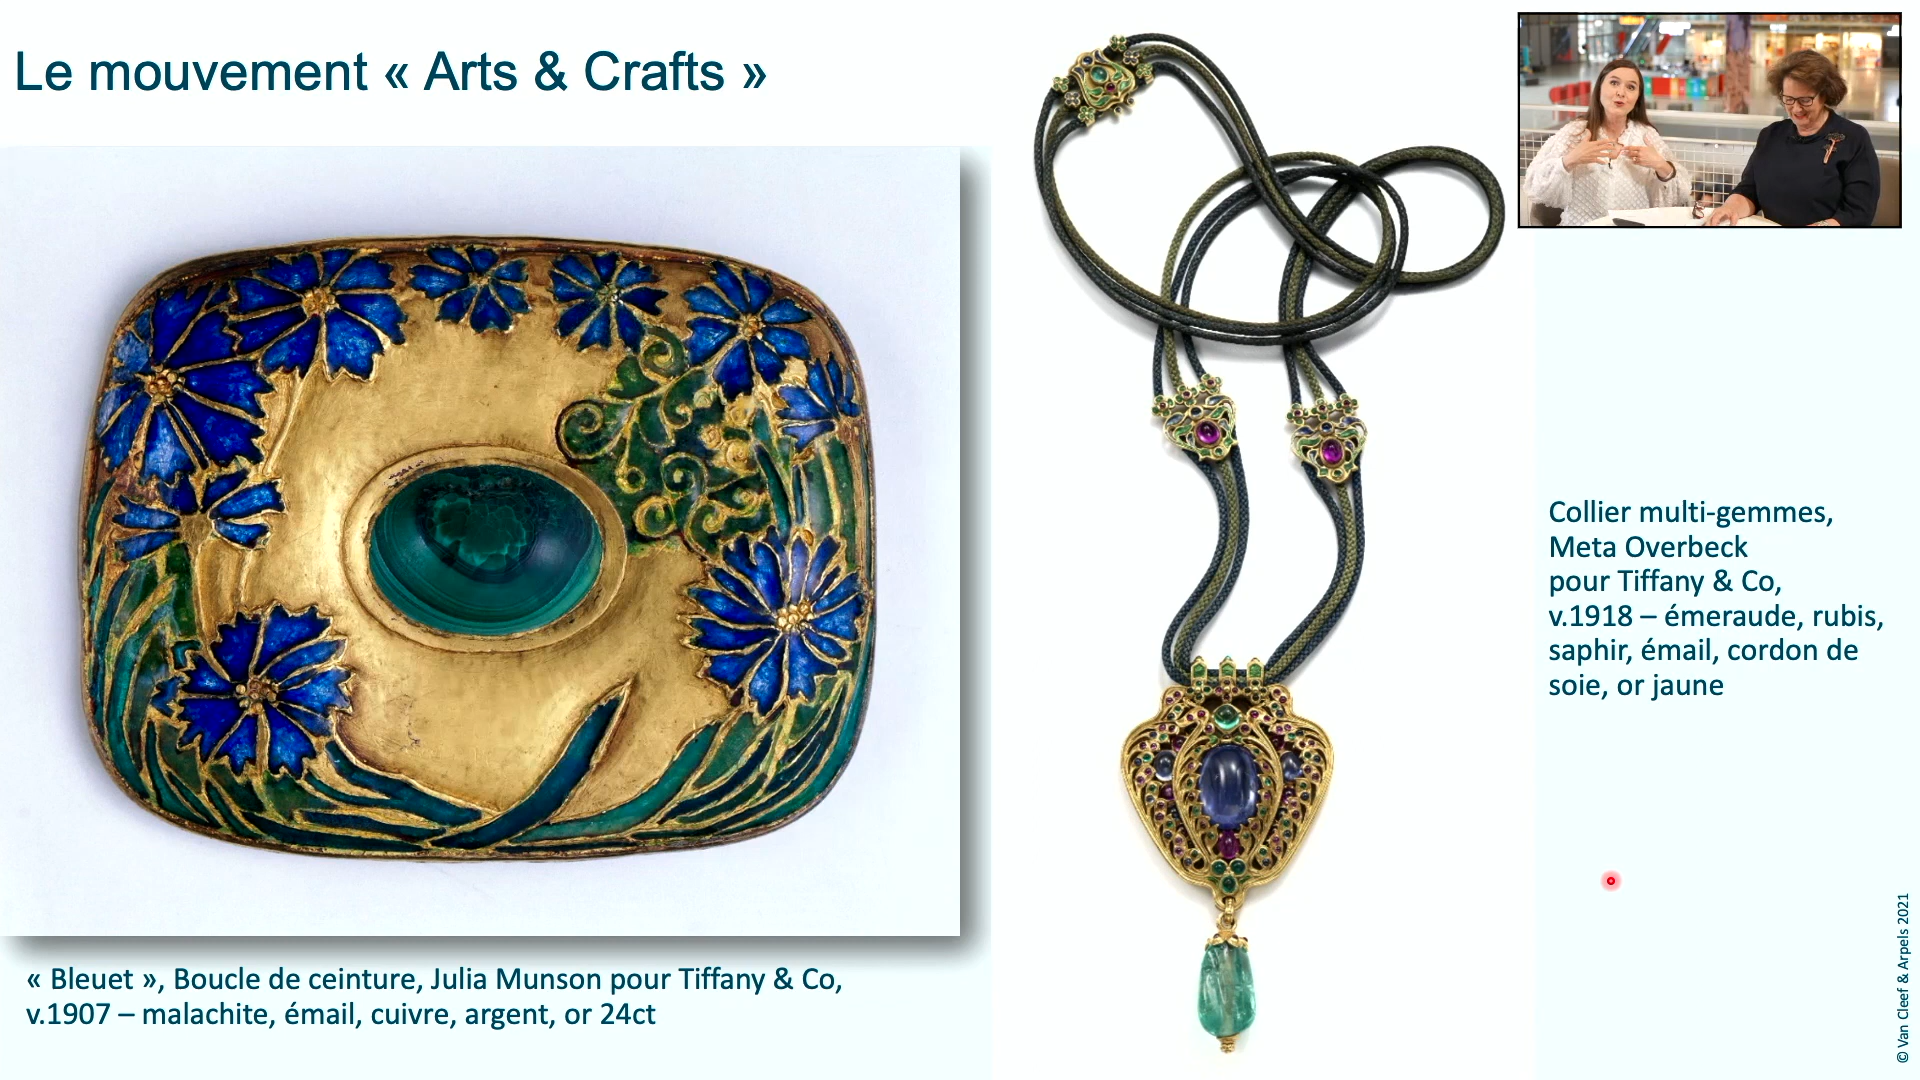 Le mouvement « Arts & Crafts »
Collier multi-gemmes,
Meta Overbeck
pour Tiffany & Co,
v.1918 – émeraude, rubis,
saphir, émail, cordon de
soie, or jaune
« Bleuet », Boucle de ceinture, Julia Munson pour Tiffany & Co,
v.1907 – malachite, émail, cuivre, argent, or 24ct
© Van Cleef & Arpels 2021